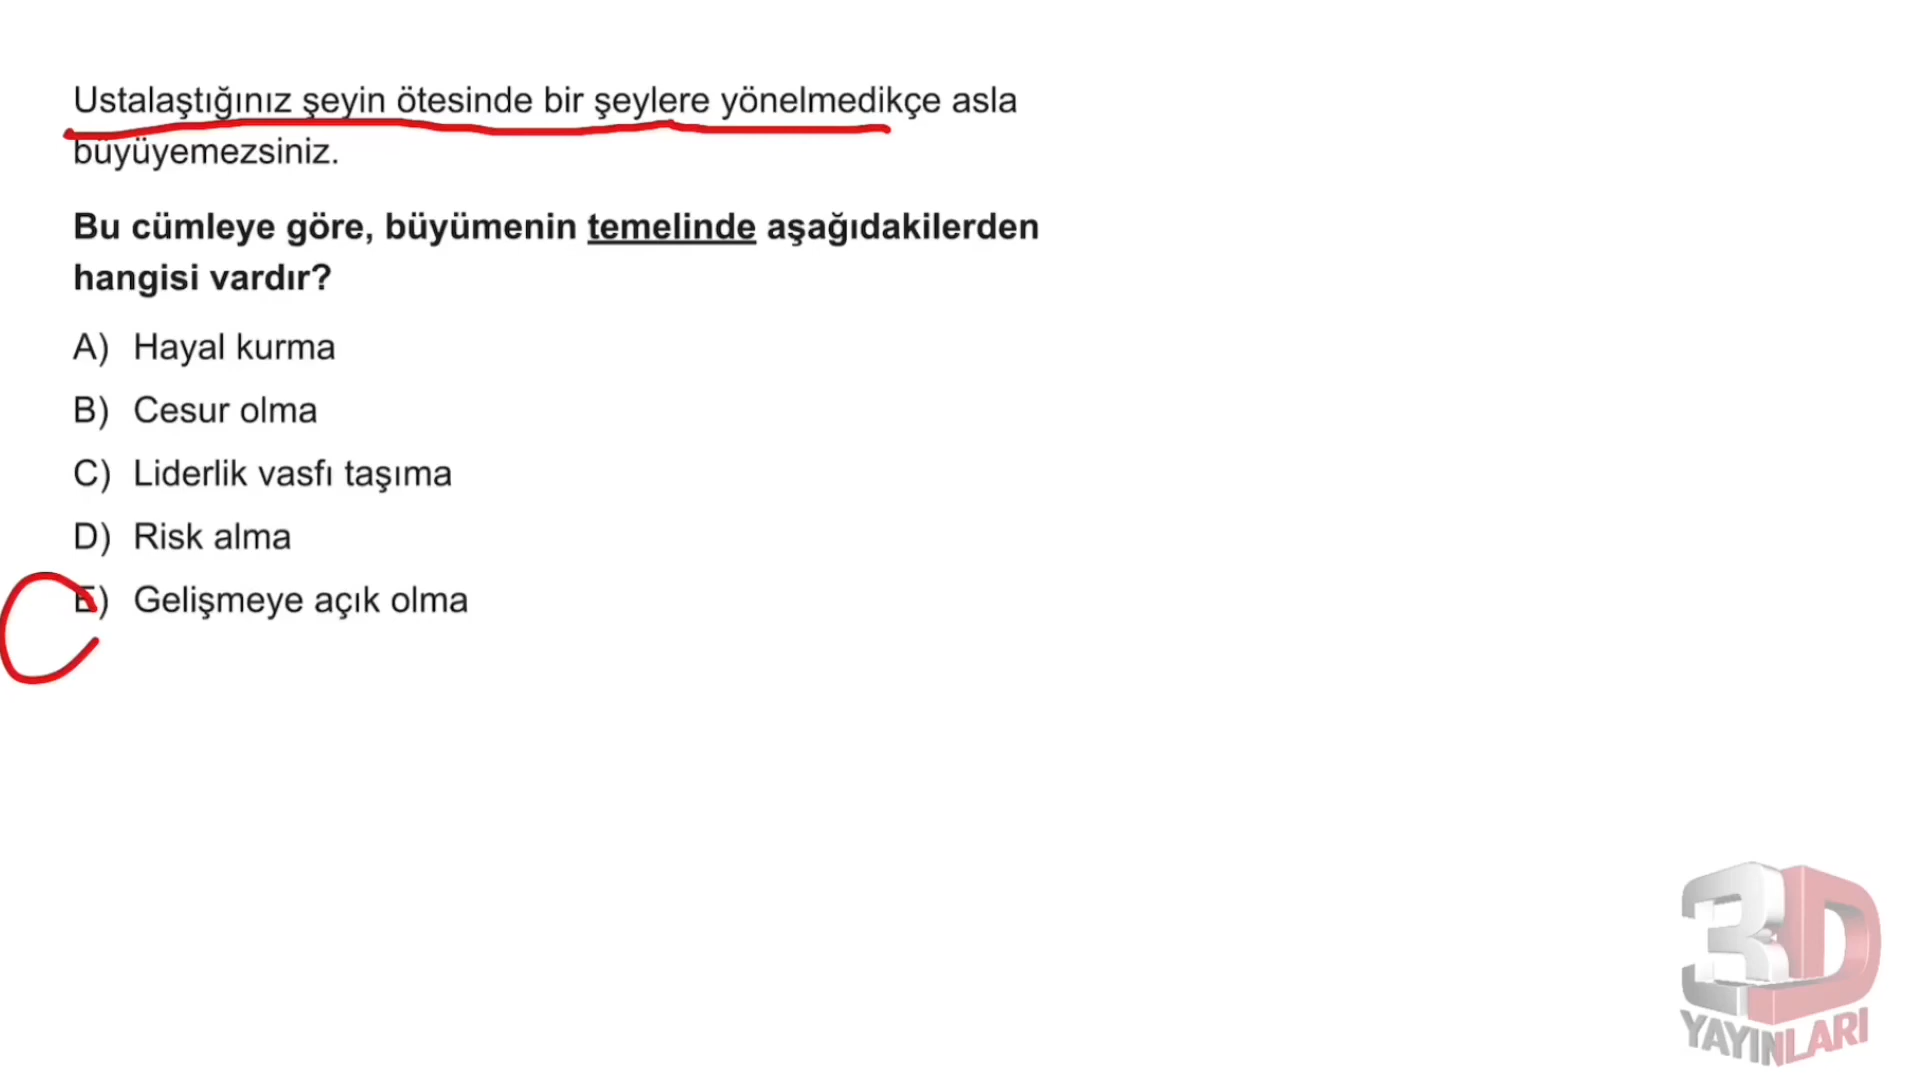 Ustalaştığınız şeyin ötesinde bir şeylere yönelmedikçe asla
büyüyemezsiniz.
Bu cümleye göre, büyümenin temelinde aşağıdakilerden
hangisi vardır?
A) Hayal kurma
B) Cesur olma
C) Liderlik vasfı taşıma
D) Risk alma
E) Gelişmeye açık olma
3D
YAYINLARI